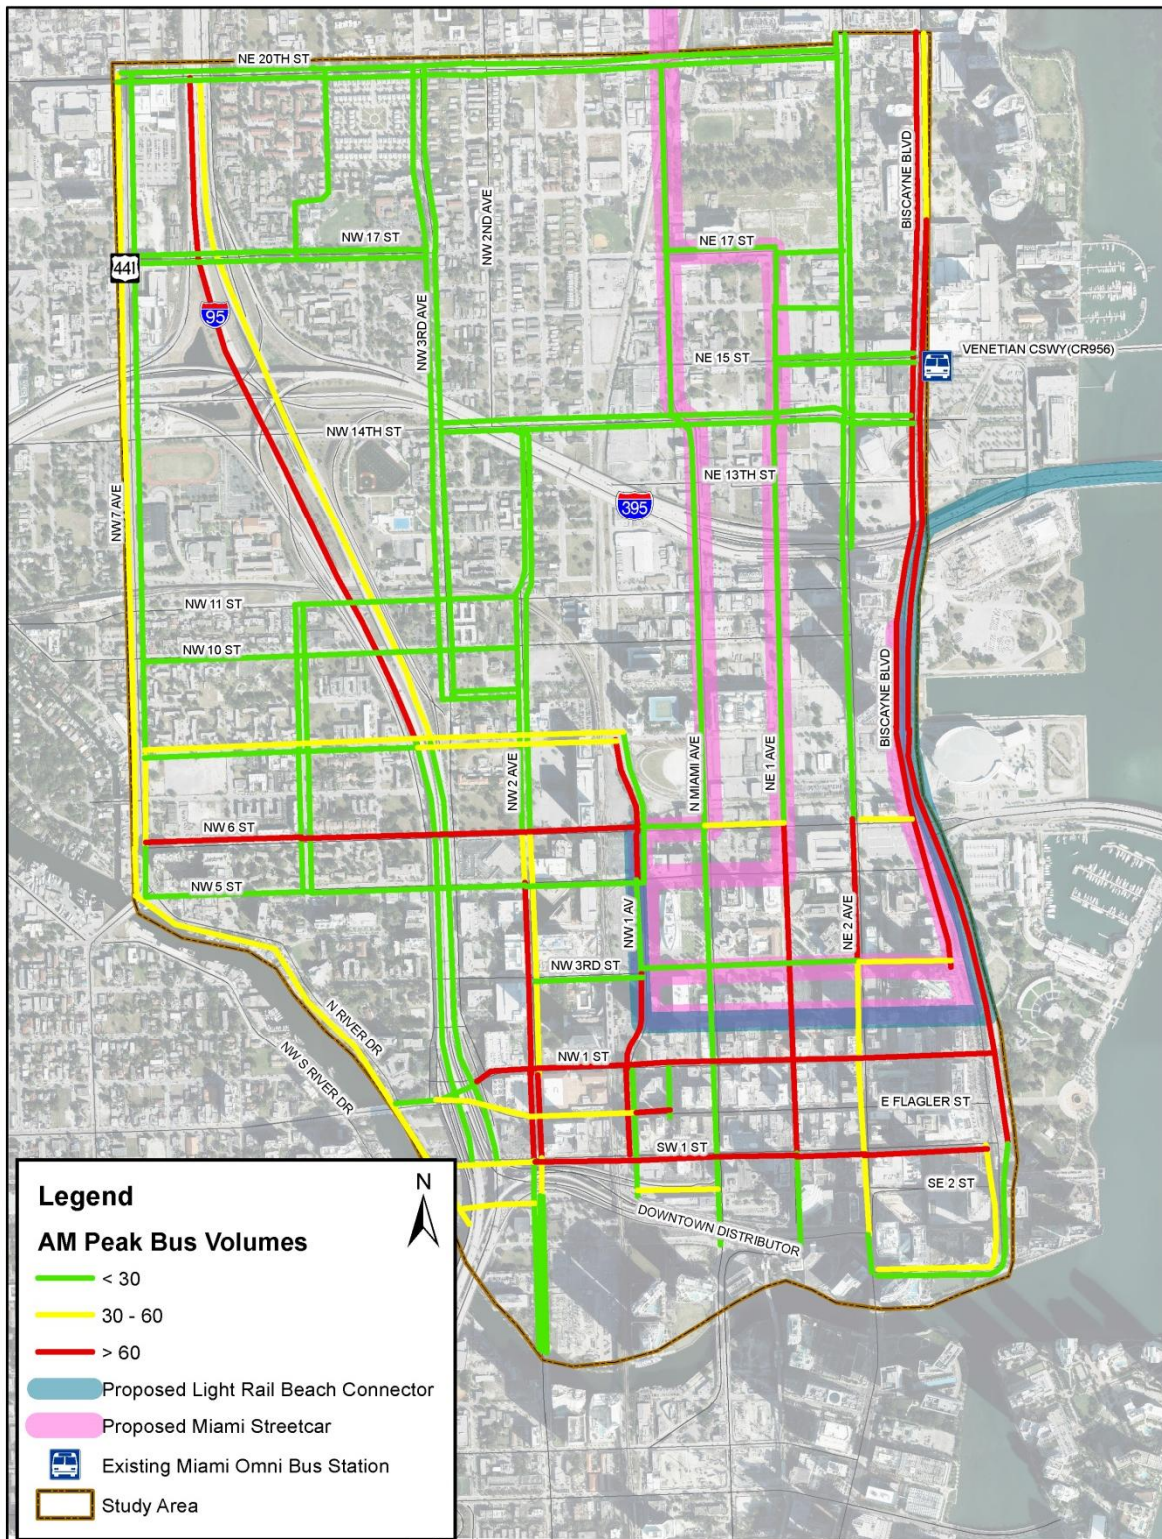 NE 20TH ST
BISCAYNE BLVD
NW 2ND AVE
NW 17 ST
NE 17 ST
441
95
NW 3RD AVE
VENETIAN CSWY(CR956)
NE 15 ST
NW 14TH ST
NE 13TH ST
NW 7 AVE
395
NW 11 ST
NW 10 ST
BISCAYNE BLVD
NW 2 AVE
N MIAMI AVE
NE 1 AVE
NW 6 ST
NW 5 ST
NW 1 AV
NE 2 AVE
NW 3RD ST
N RIVER DR
NW S RIVER DR
NW 1 ST
E FLAGLER ST
SW 1 ST
SE 2 ST
DOWNTOWN DISTRIBUTOR
N
Legend
AM Peak Bus Volumes
< 30
30 - 60
> 60
Proposed Light Rail Beach Connector
Proposed Miami Streetcar
Existing Miami Omni Bus Station
Study Area